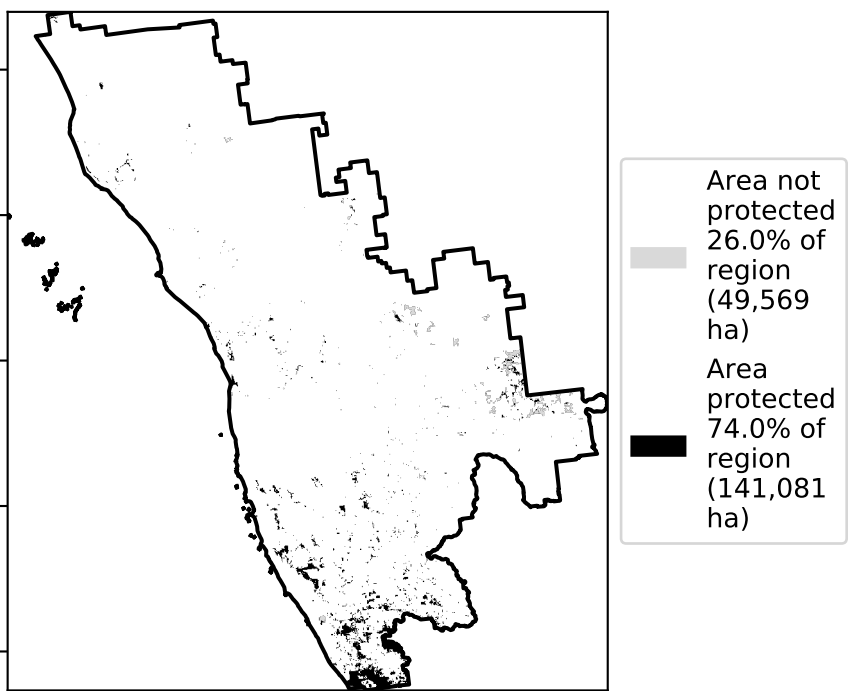 Area not
protected
26.0% of
region
(49,569
ha)
Area
protected
74.0% of
region
(141,081
ha)